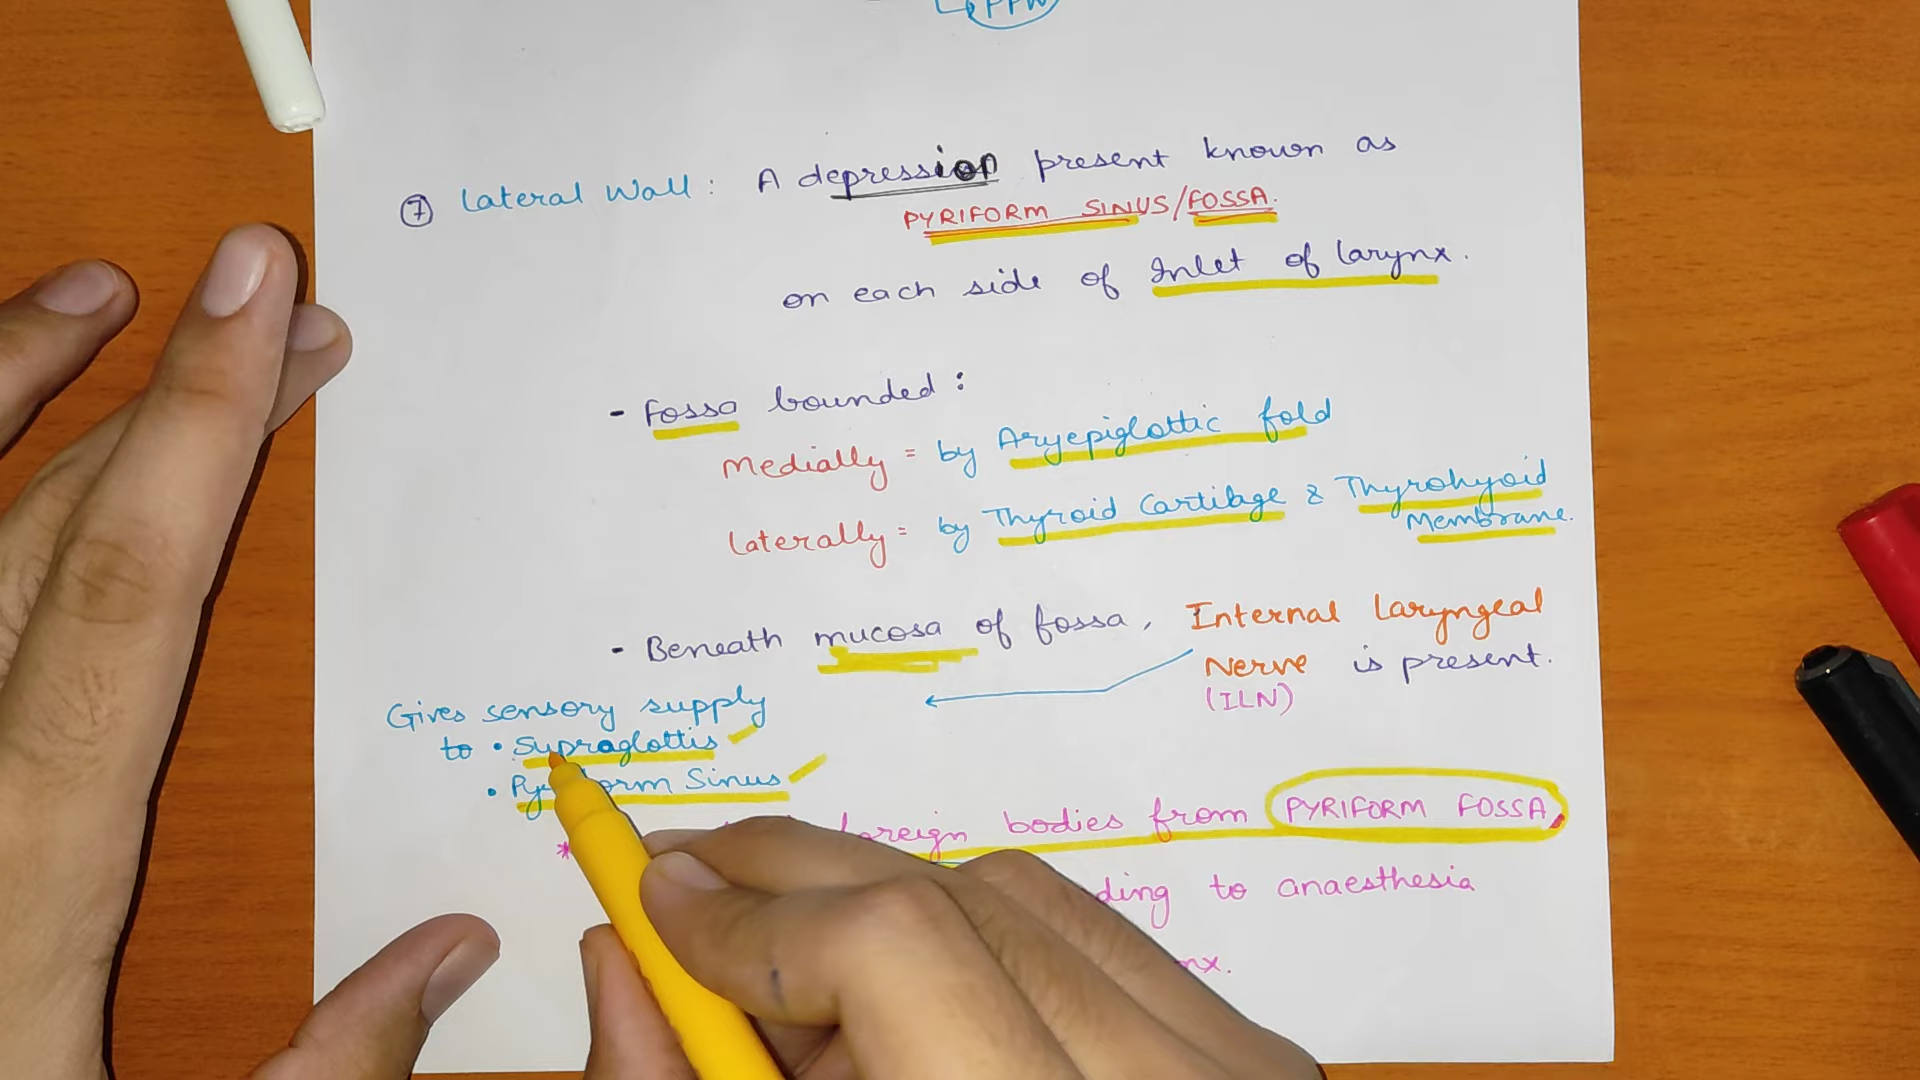 PPW
⑦ Lateral Wall : A depression present known as
PYRIFORM SINUS/FOSSA.
on each side of Inlet of larynx.
- Fossa bounded :
Medially = by Aryepiglottic fold
Laterally = by Thyroid Cartilage & Thyrohyoid
Membrane.
- Beneath mucosa of fossa, Internal Laryngeal
Nerve is present.
(ILN)
Gives sensory supply
to • Supraglottis
• Pyriform Sinus
* foreign bodies from PYRIFORM FOSSA,
to anaesthesia